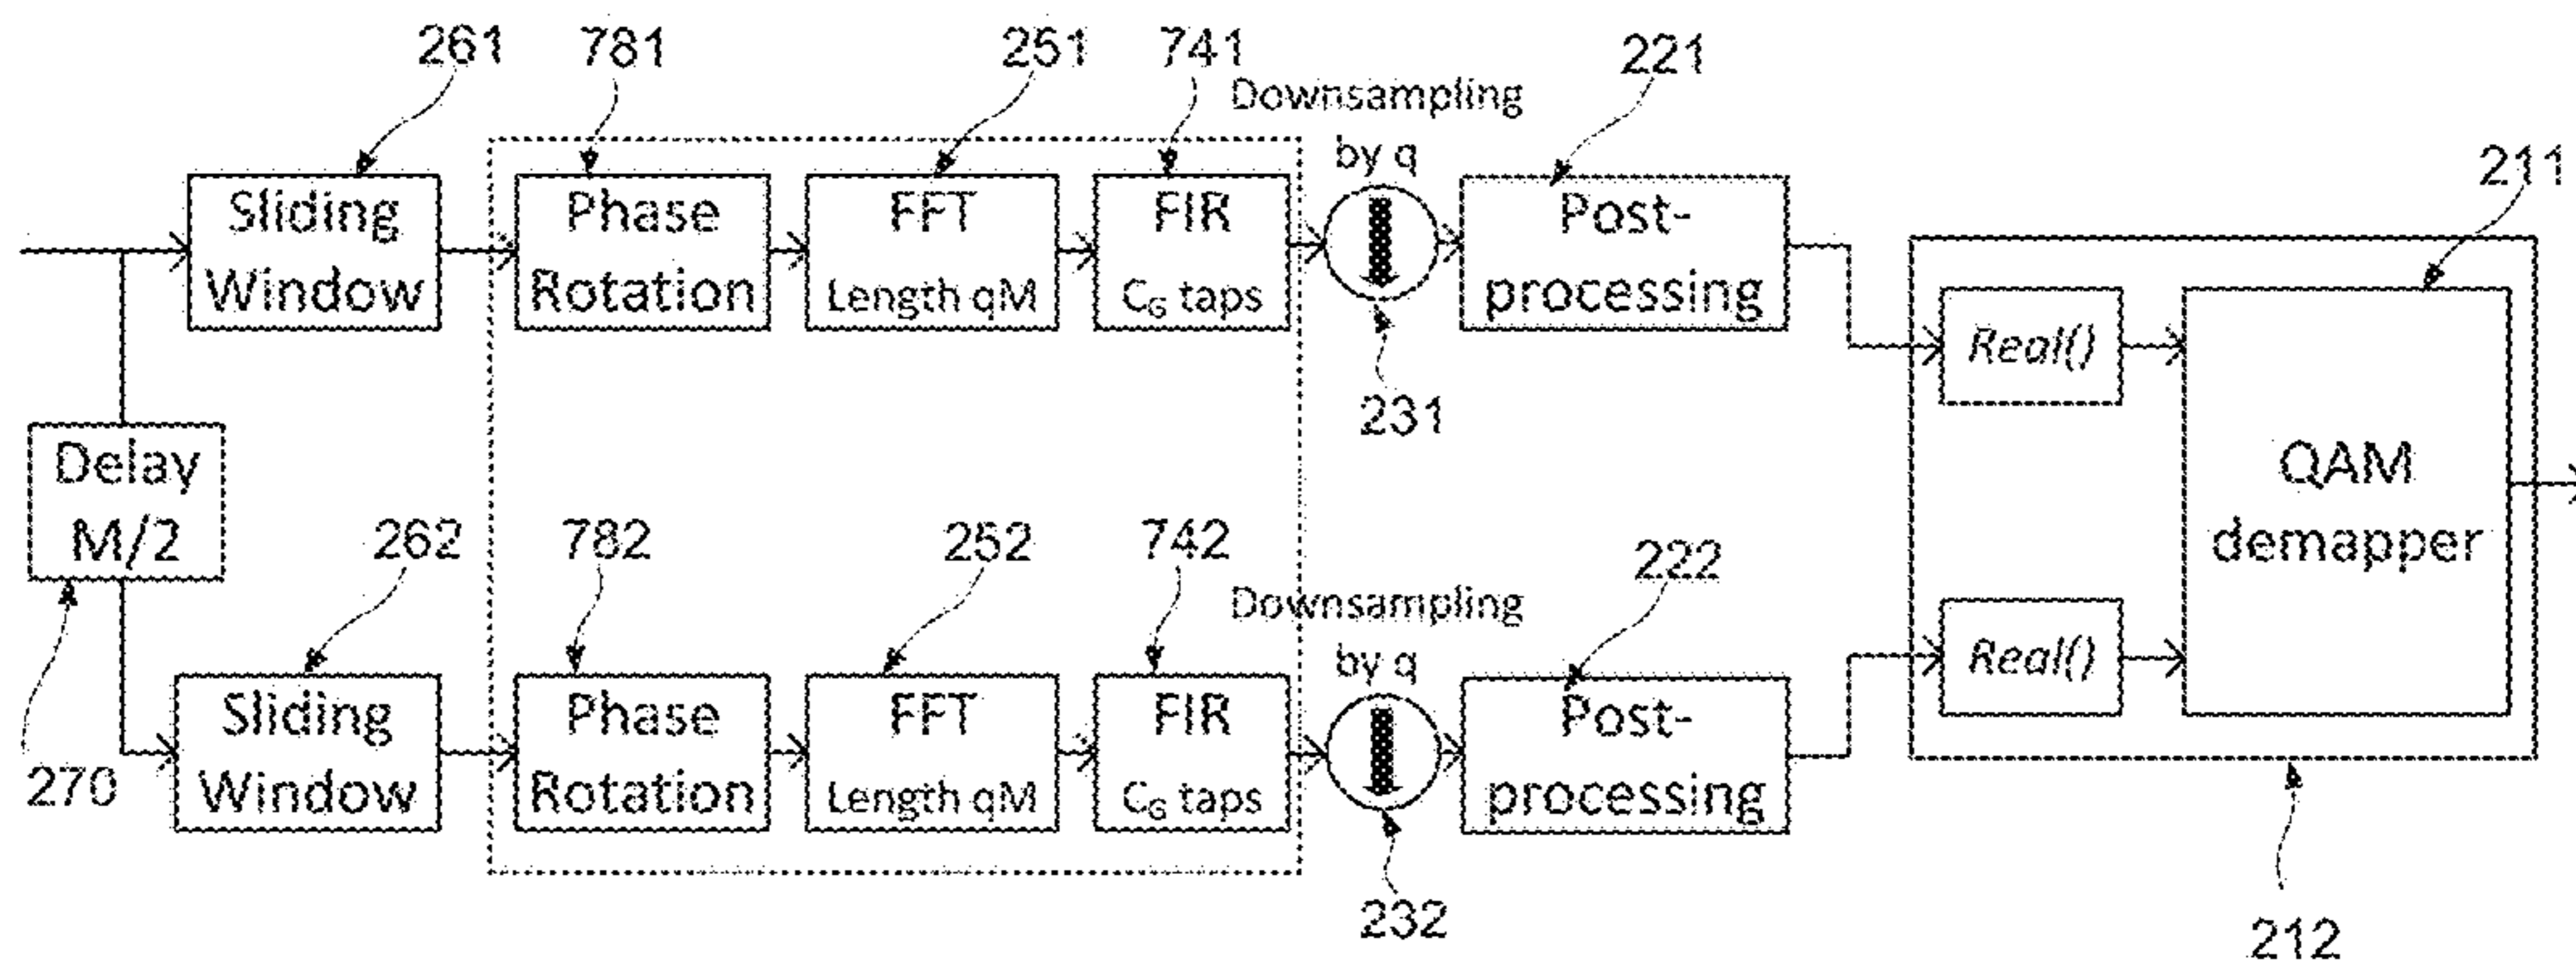 261
781
251
741
221
Downsampling
by q
211
Sliding
Window
Phase
Rotation
FFT
Length qM
FIR
C_G taps
Post-
processing
Real()
231
Delay
M/2
QAM
demapper
262
782
252
742
222
Downsampling
by q
Real()
Sliding
Window
Phase
Rotation
FFT
Length qM
FIR
C_G taps
Post-
processing
270
232
212